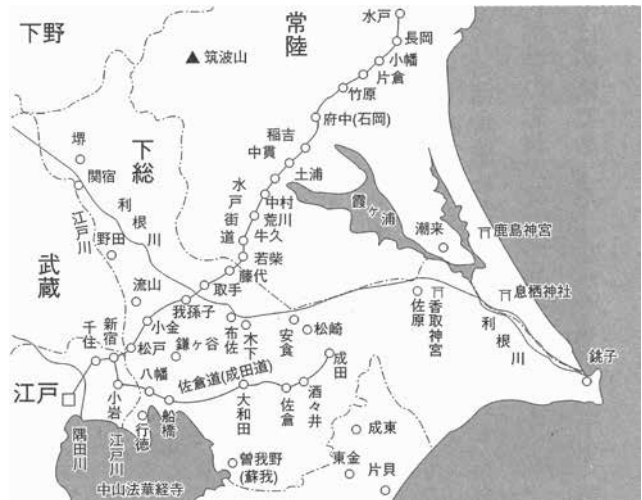 下野
常陸
水戸
長岡
小幡
片倉
竹原
府中(石岡)
▲筑波山
稲吉
中貫
土浦
中村
荒川
牛久
若柴
藤代
取手
我孫子
水戸街道
堺
関宿
下総
利根川
江戸川
野田
武蔵
流山
霞ヶ浦
潮来
鹿島神宮
息栖神社
香取神宮
佐原
利根川
銚子
小金
松戸
新宿
千住
鎌ヶ谷
布佐
木下
安食
松崎
成田
八幡
佐倉道(成田道)
江戸
小岩
行徳
船橋
大和田
佐倉
酒々井
隅田川
江戸川
中山法華経寺
曽我野
(蘇我)
成東
東金
片貝